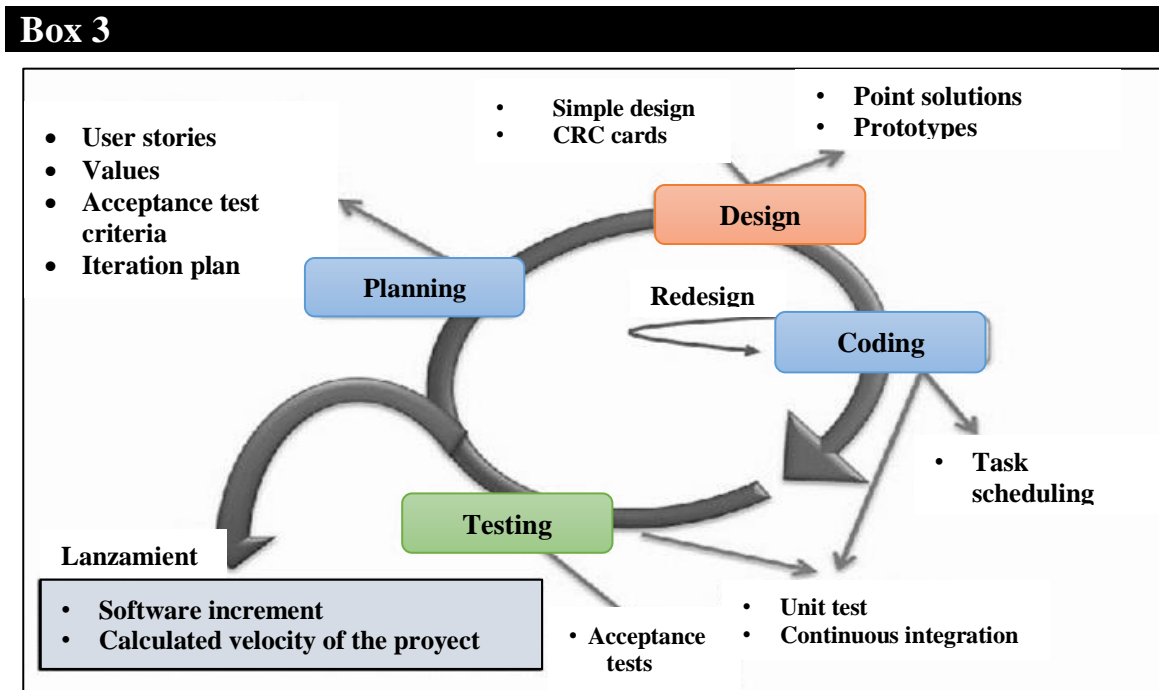 Box 3
• Simple design
• CRC cards
• Point solutions
• Prototypes
• User stories
• Values
• Acceptance test
criteria
• Iteration plan
Design
Planning
Redesign
Coding
• Task
scheduling
Testing
Lanzamient
• Software increment
• Calculated velocity of the proyect
• Acceptance
tests
• Unit test
• Continuous integration